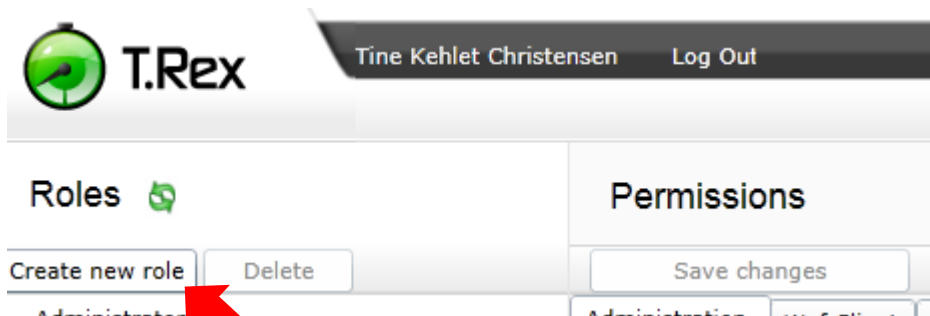 T.Rex
Tine Kehlet Christensen Log Out
Roles Permissions
Create new role Delete Save changes
Administration